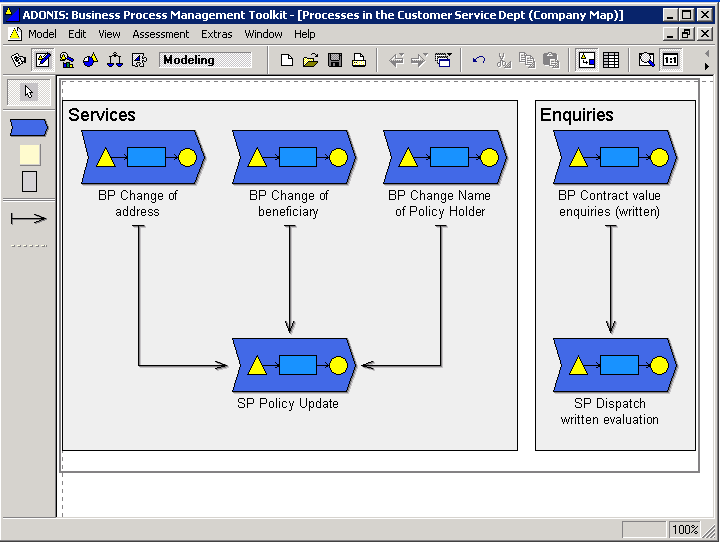 ADONIS: Business Process Management Toolkit - [Processes in the Customer Service Dept (Company Map)]
Model Edit View Assessment Extras Window Help
Modeling
1:1
Services
Enquiries
BP Change of
address
BP Change of
beneficiary
BP Change Name
of Policy Holder
BP Contract value
enquiries (written)
SP Policy Update
SP Dispatch
written evaluation
100%